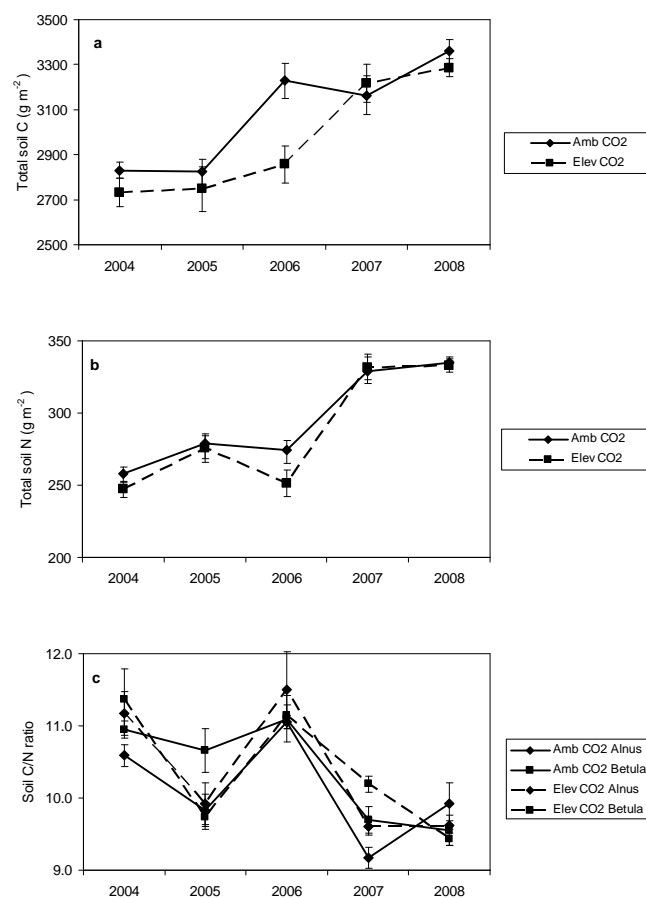 a
Total soil C (g m-2)
3500
3300
3100
2900
2700
2500
2004 2005 2006 2007 2008
Amb CO2
Elev CO2
b
Total soil N (g m-2)
350
300
250
200
2004 2005 2006 2007 2008
Amb CO2
Elev CO2
c
Soil C/N ratio
12.0
11.0
10.0
9.0
2004 2005 2006 2007 2008
Amb CO2 Alnus
Amb CO2 Betula
Elev CO2 Alnus
Elev CO2 Betula